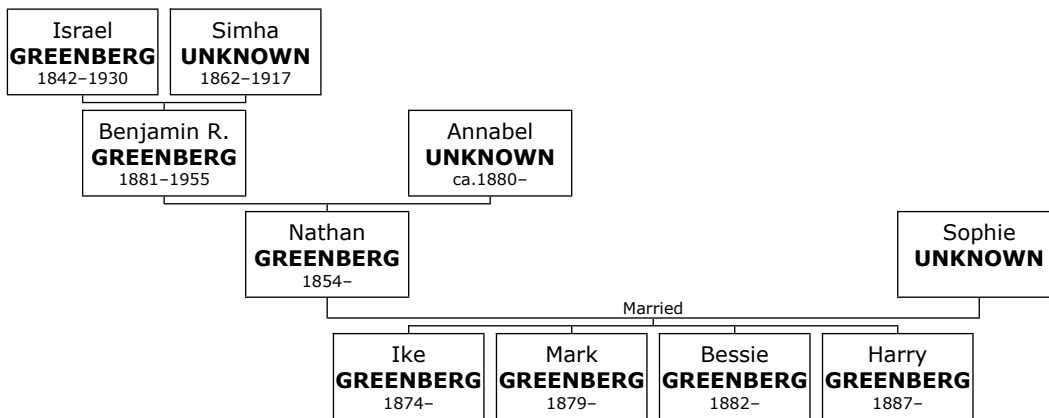 Israel
GREENBERG
1842–1930
Simha
UNKNOWN
1862–1917
Benjamin R.
GREENBERG
1881–1955
Annabel
UNKNOWN
ca.1880–
Nathan
GREENBERG
1854–
Sophie
UNKNOWN
Married
Ike
GREENBERG
1874–
Mark
GREENBERG
1879–
Bessie
GREENBERG
1882–
Harry
GREENBERG
1887–